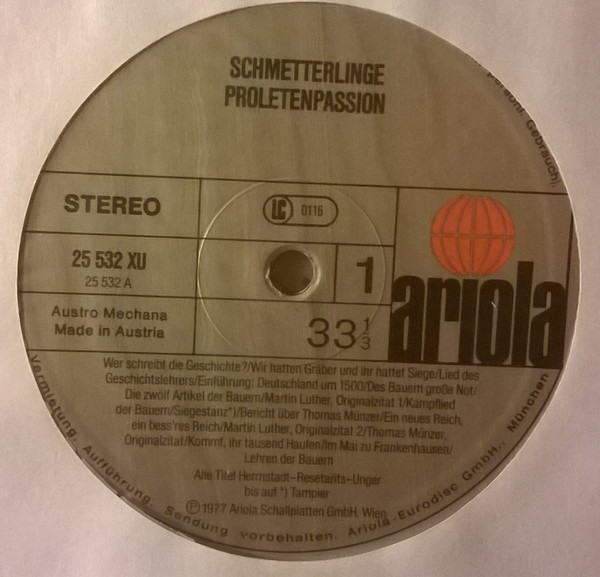 SCHMETTERLINGE
PROLETENPASSION
STEREO
LC 0116
25 532 XU
25 532 A
1
Austro Mechana
Made in Austria
33 1/3
ariola
Wer schreibt die Geschichte?/Wir hatten Gräber und ihr hattet Siege/Lied des
Geschichtslehrers/Einführung: Deutschland um 1500/Des Bauern große Not/
Die zwölf Artikel der Bauern/Martin Luther, Originalzitat 1/Kampflied
der Bauern/Siegestanz*)/Bericht über Thomas Münzer/Ein neues Reich,
ein bess'res Reich/Martin Luther, Originalzitat 2/Thomas Münzer,
Originalzitat/Kommt, ihr tausend Haufen/Im Mai zu Frankenhausen/
Lehren der Bauern
Alle Titel Herrnstadt-Resetarits-Unger
bis auf *) Tampier
Ⓟ1977 Ariola Schallplatten GmbH, Wien
Vermietung, Aufführung, Sendung vorbehalten. Ariola-Eurodisc GmbH., München
persönl. Gebrauch),